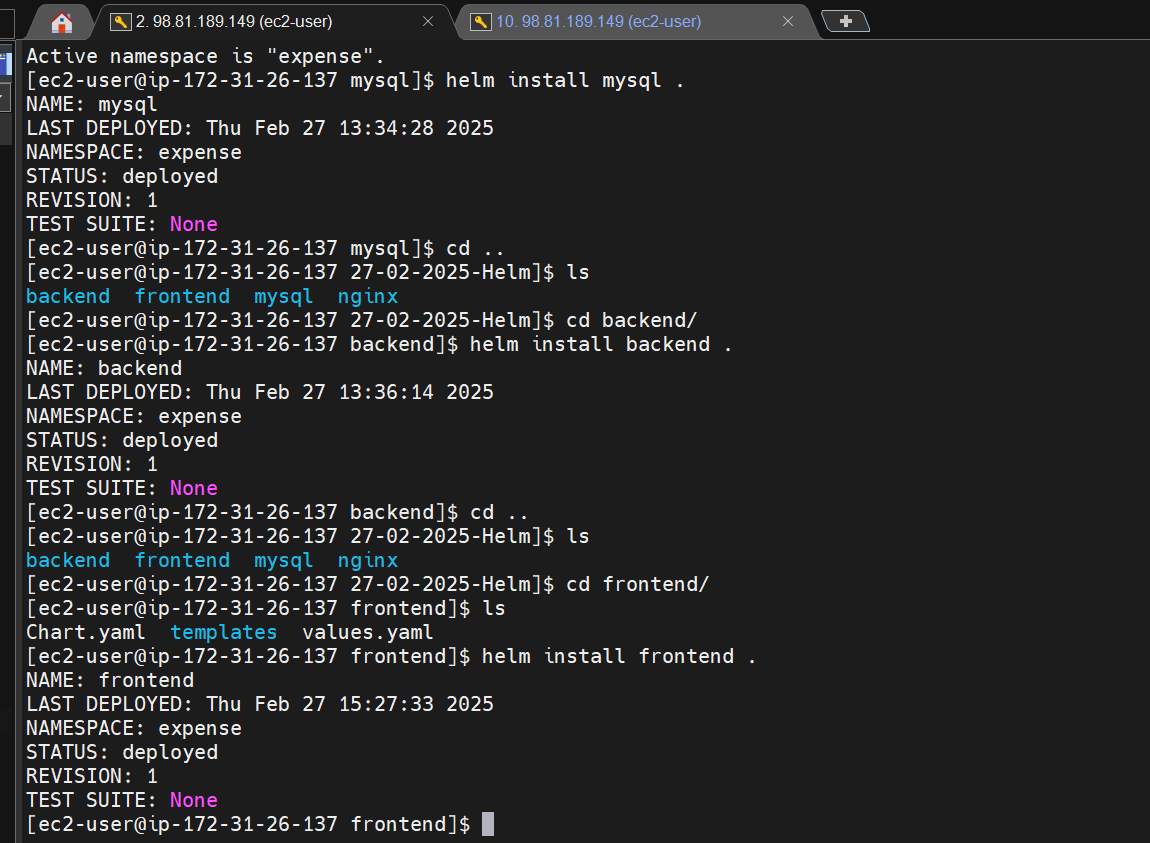 2. 98.81.189.149 (ec2-user)
10. 98.81.189.149 (ec2-user)
Active namespace is "expense".
[ec2-user@ip-172-31-26-137 mysql]$ helm install mysql .
NAME: mysql
LAST DEPLOYED: Thu Feb 27 13:34:28 2025
NAMESPACE: expense
STATUS: deployed
REVISION: 1
TEST SUITE: None
[ec2-user@ip-172-31-26-137 mysql]$ cd ..
[ec2-user@ip-172-31-26-137 27-02-2025-Helm]$ ls
backend  frontend  mysql  nginx
[ec2-user@ip-172-31-26-137 27-02-2025-Helm]$ cd backend/
[ec2-user@ip-172-31-26-137 backend]$ helm install backend .
NAME: backend
LAST DEPLOYED: Thu Feb 27 13:36:14 2025
NAMESPACE: expense
STATUS: deployed
REVISION: 1
TEST SUITE: None
[ec2-user@ip-172-31-26-137 backend]$ cd ..
[ec2-user@ip-172-31-26-137 27-02-2025-Helm]$ ls
backend  frontend  mysql  nginx
[ec2-user@ip-172-31-26-137 27-02-2025-Helm]$ cd frontend/
[ec2-user@ip-172-31-26-137 frontend]$ ls
Chart.yaml  templates  values.yaml
[ec2-user@ip-172-31-26-137 frontend]$ helm install frontend .
NAME: frontend
LAST DEPLOYED: Thu Feb 27 15:27:33 2025
NAMESPACE: expense
STATUS: deployed
REVISION: 1
TEST SUITE: None
[ec2-user@ip-172-31-26-137 frontend]$